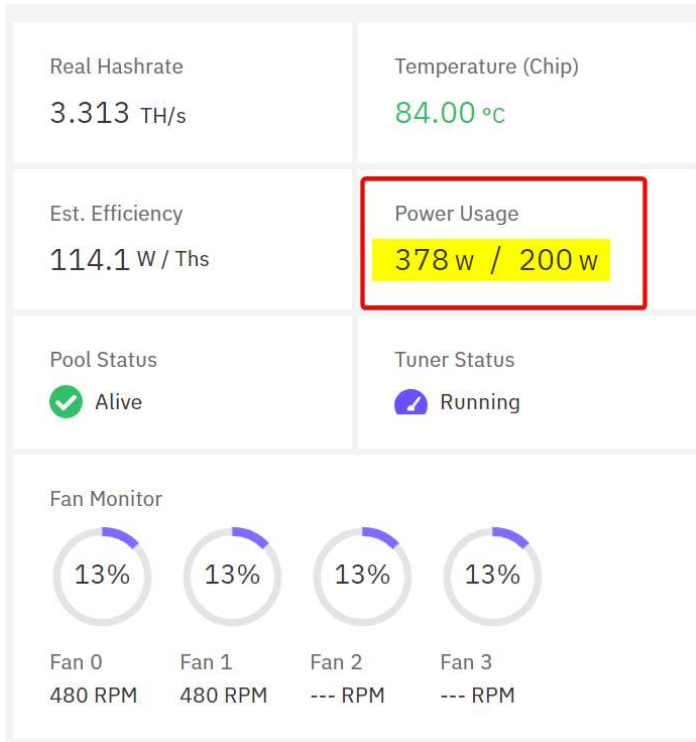 Real Hashrate
3.313 TH/s
Temperature (Chip)
84.00 °C
Est. Efficiency
114.1 W / Ths
Power Usage
378 W / 200 W
Pool Status
Alive
Tuner Status
Running
Fan Monitor
13% 13% 13% 13%
Fan 0 Fan 1 Fan 2 Fan 3
480 RPM 480 RPM --- RPM --- RPM